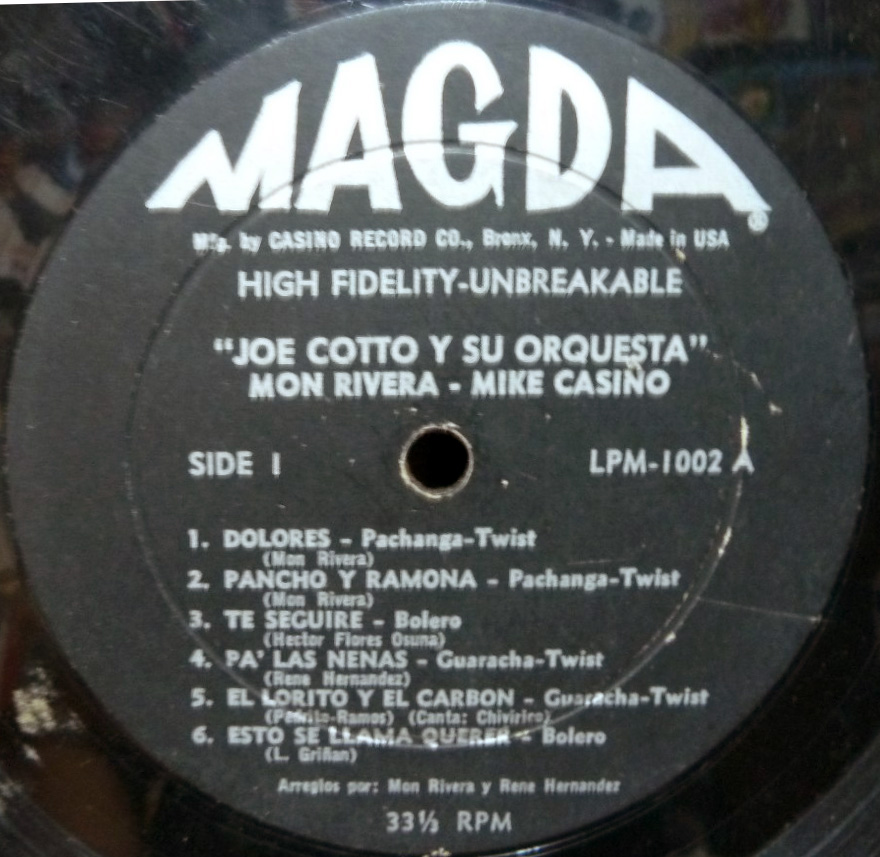 MAGDA
®
Mfg. by CASINO RECORD CO., Bronx, N. Y. - Made in USA
HIGH FIDELITY-UNBREAKABLE
"JOE COTTO Y SU ORQUESTA"
MON RIVERA - MIKE CASINO
SIDE 1 LPM-1002 A
1. DOLORES - Pachanga-Twist
(Mon Rivera)
2. PANCHO Y RAMONA - Pachanga-Twist
(Mon Rivera)
3. TE SEGUIRE - Bolero
(Hector Flores Osuna)
4. PA' LAS NENAS - Guaracha-Twist
(Rene Hernandez)
5. EL LORITO Y EL CARBON - Guaracha-Twist
(Canta: Chivirico)
6. ESTO SE LLAMA QUERER - Bolero
(L. Griñan)
Arreglos por: Mon Rivera y Rene Hernandez
33⅓ RPM